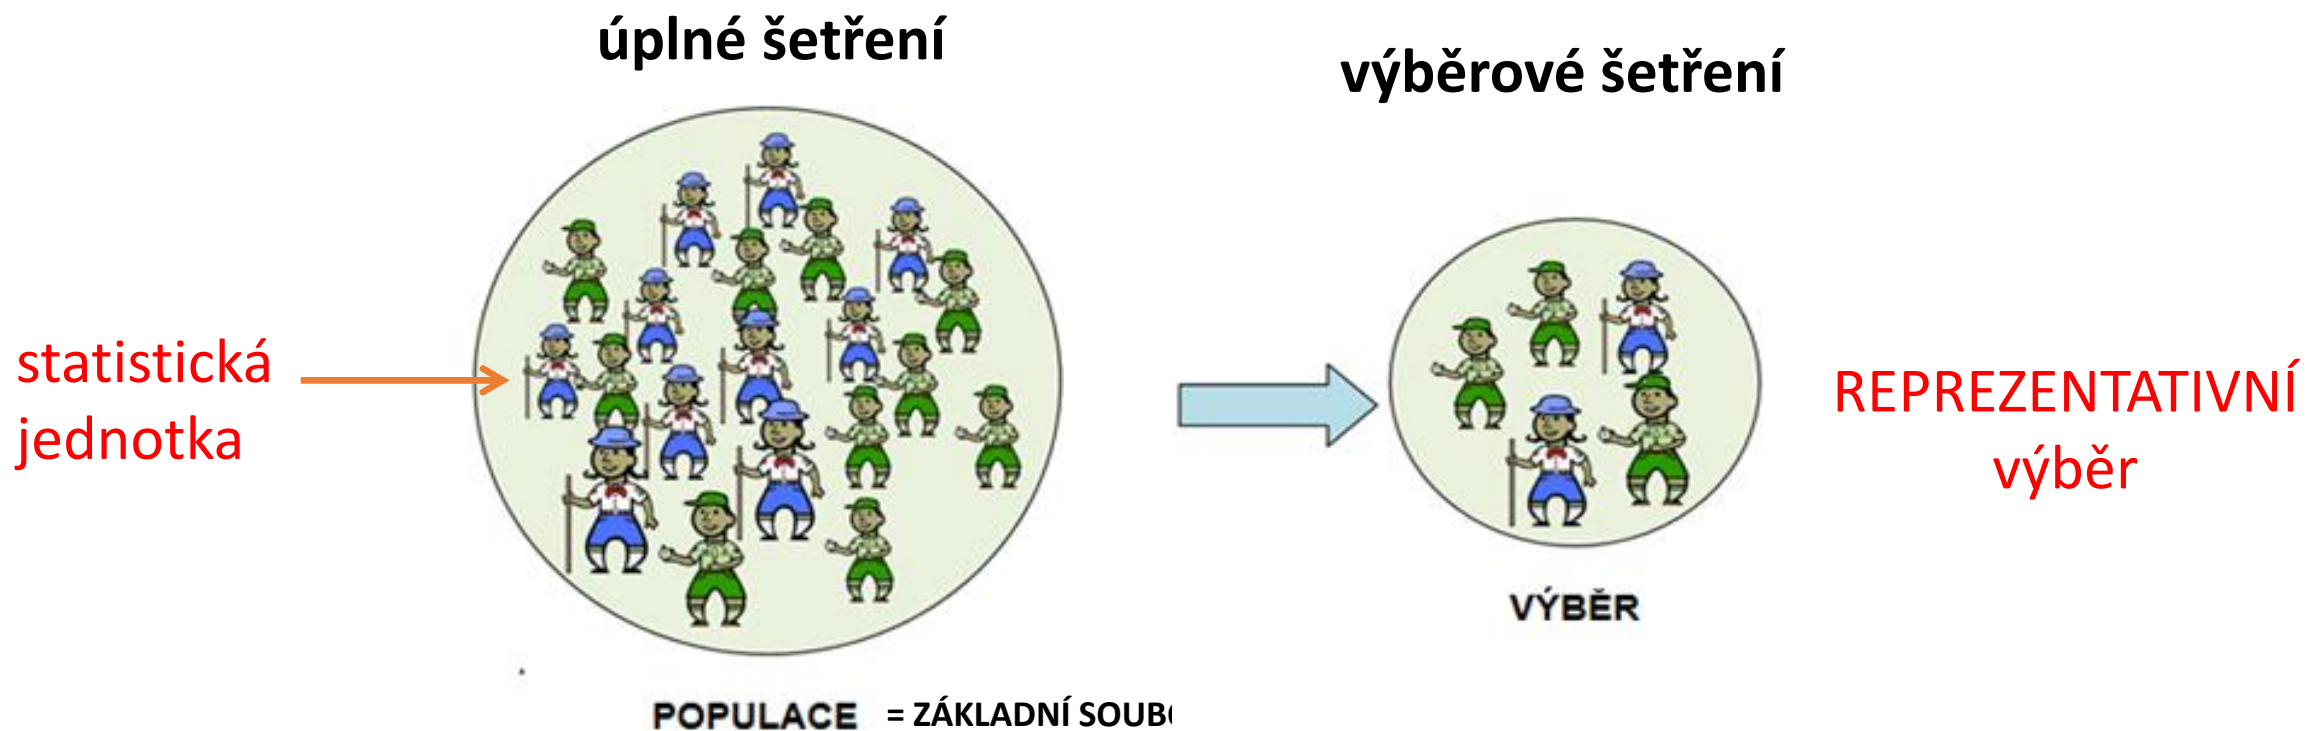 úplné šetření
výběrové šetření
statistická
jednotka
REPREZENTATIVNÍ
výběr
VÝBĚR
POPULACE = ZÁKLADNÍ